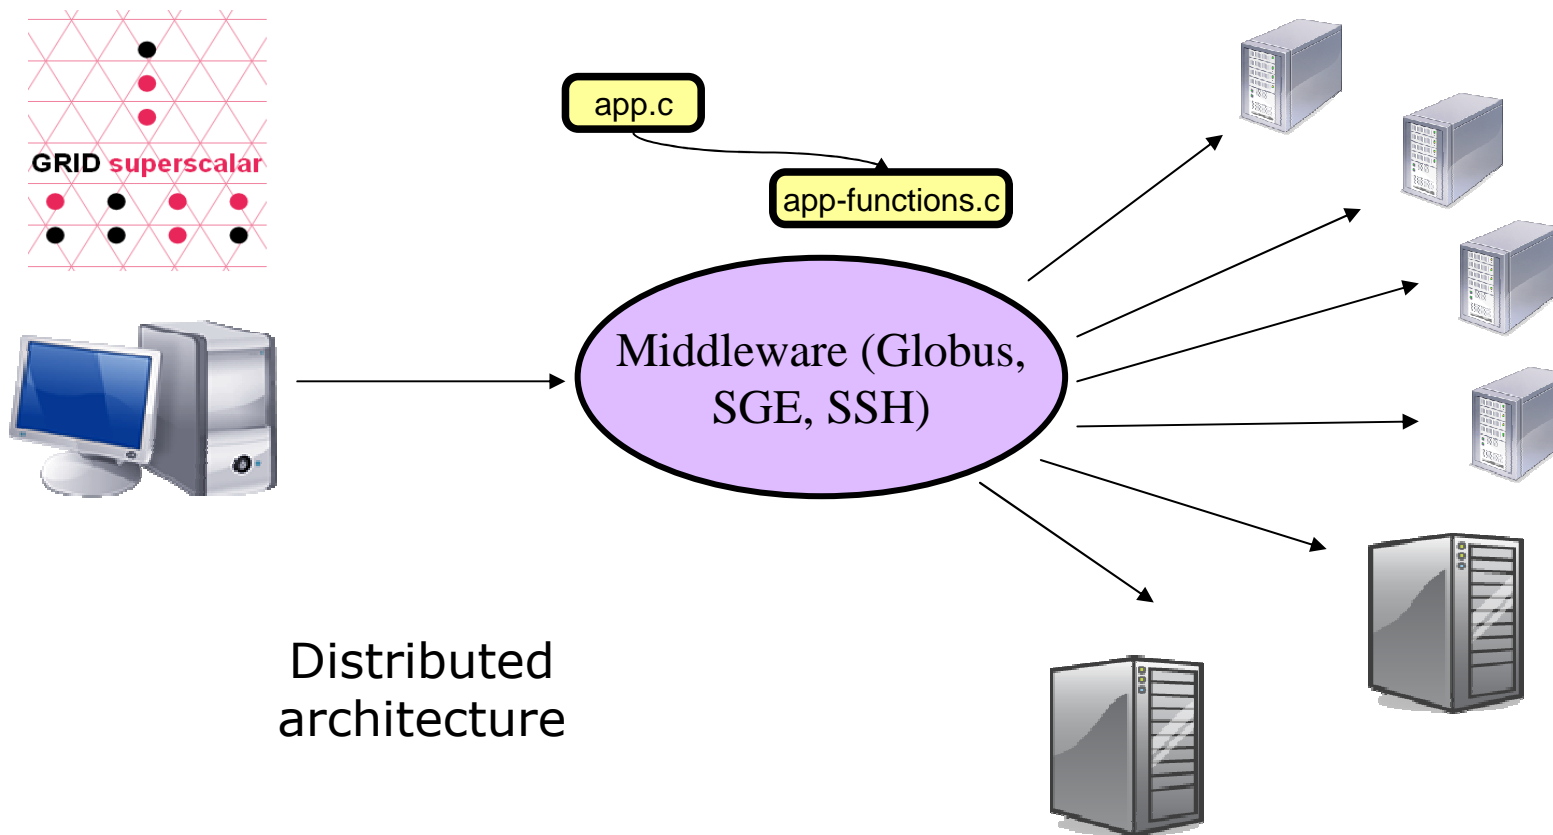 app.c
GRID superscalar
app-functions.c
Middleware (Globus,
SGE, SSH)
Distributed
architecture